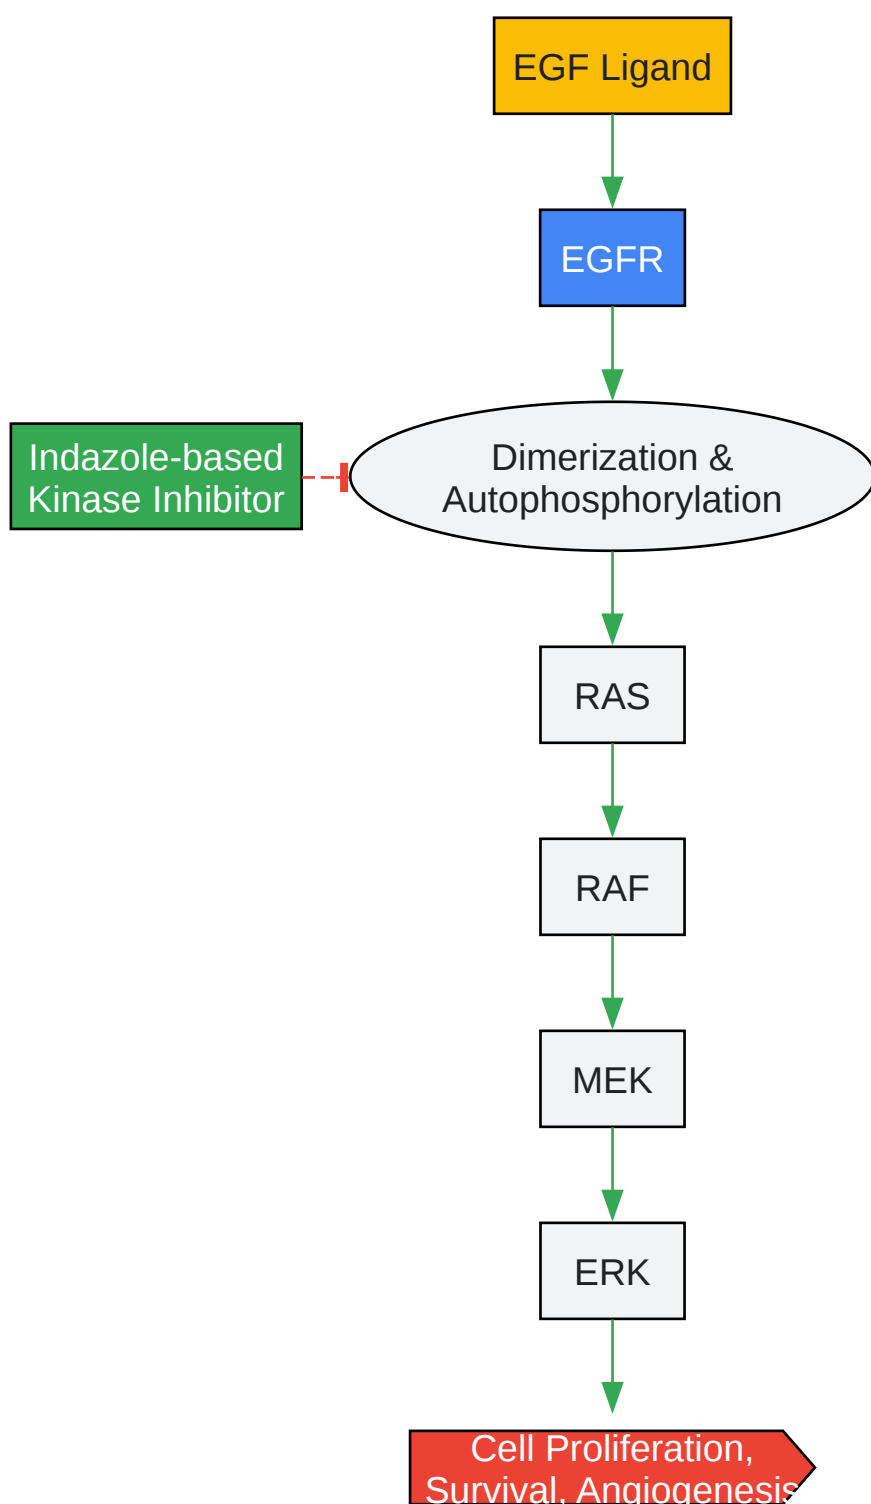 EGF Ligand
EGFR
Indazole-based
Kinase Inhibitor
Dimerization &
Autophosphorylation
RAS
RAF
MEK
ERK
Cell Proliferation,
Survival, Angiogenesis